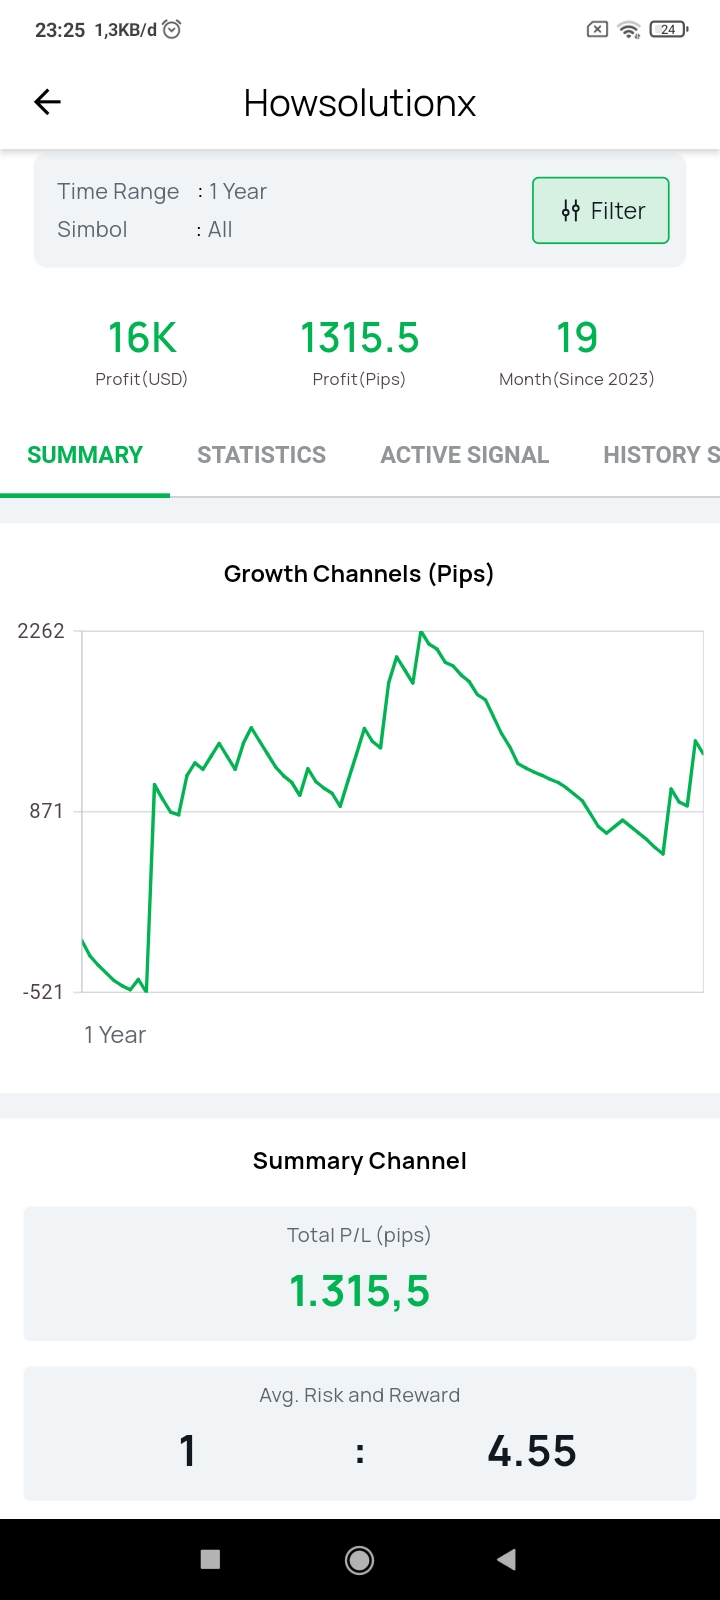 23:25 1,3KB/d 24
Howsolutionx
Time Range : 1 Year
Simbol : All
Filter
16K 1315.5 19
Profit(USD) Profit(Pips) Month(Since 2023)
SUMMARY STATISTICS ACTIVE SIGNAL HISTORY S
Growth Channels (Pips)
2262
871
-521
1 Year
Summary Channel
Total P/L (pips)
1.315,5
Avg. Risk and Reward
1 : 4.55